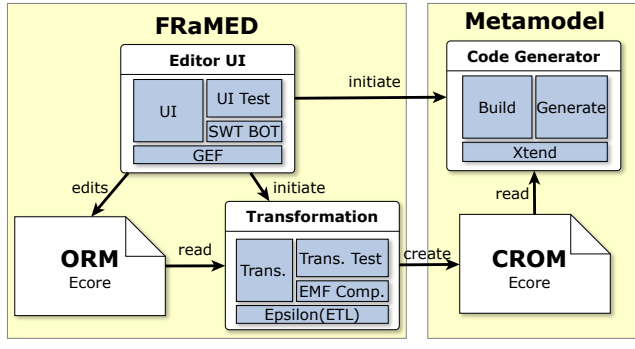 FRaMED
Metamodel
Editor UI
UI
UI Test
SWT BOT
GEF
initiate
Code Generator
Build
Generate
Xtend
edits
initiate
read
ORM
Ecore
read
Transformation
Trans.
Trans. Test
EMF Comp.
Epsilon(ETL)
create
CROM
Ecore